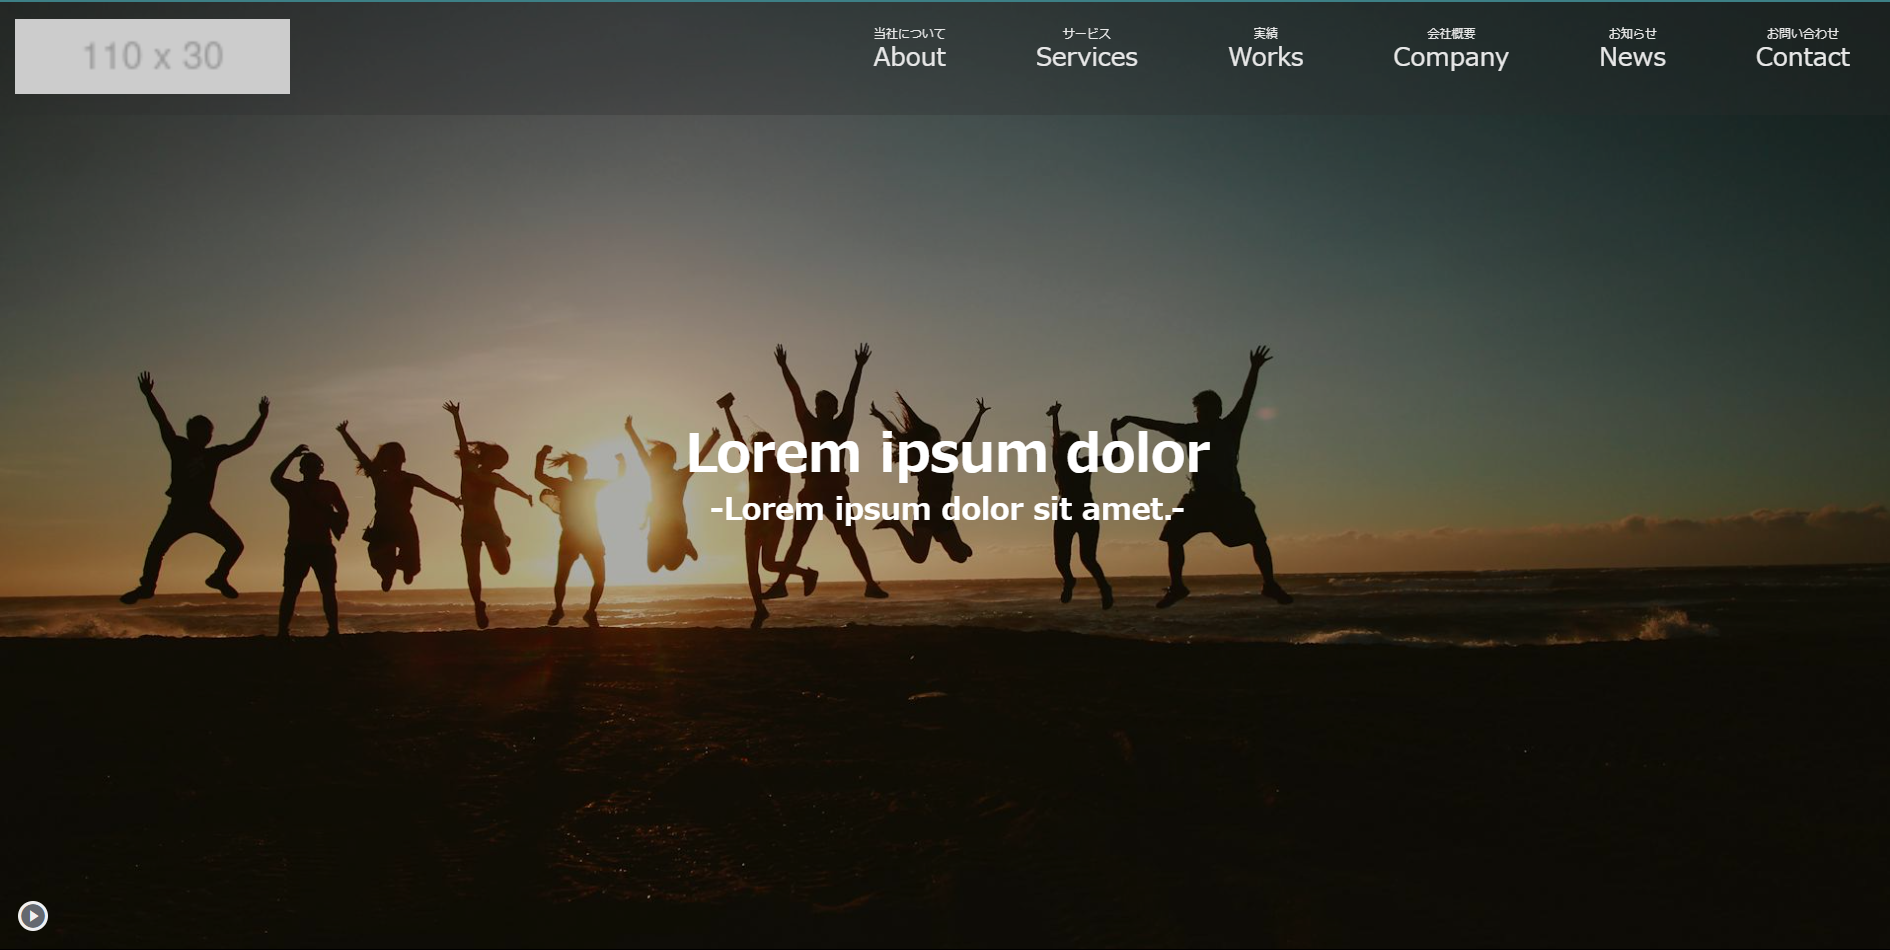 110 x 30
当社について
About
サービス
Services
実績
Works
会社概要
Company
お知らせ
News
お問い合わせ
Contact
Lorem ipsum dolor
-Lorem ipsum dolor sit amet.-